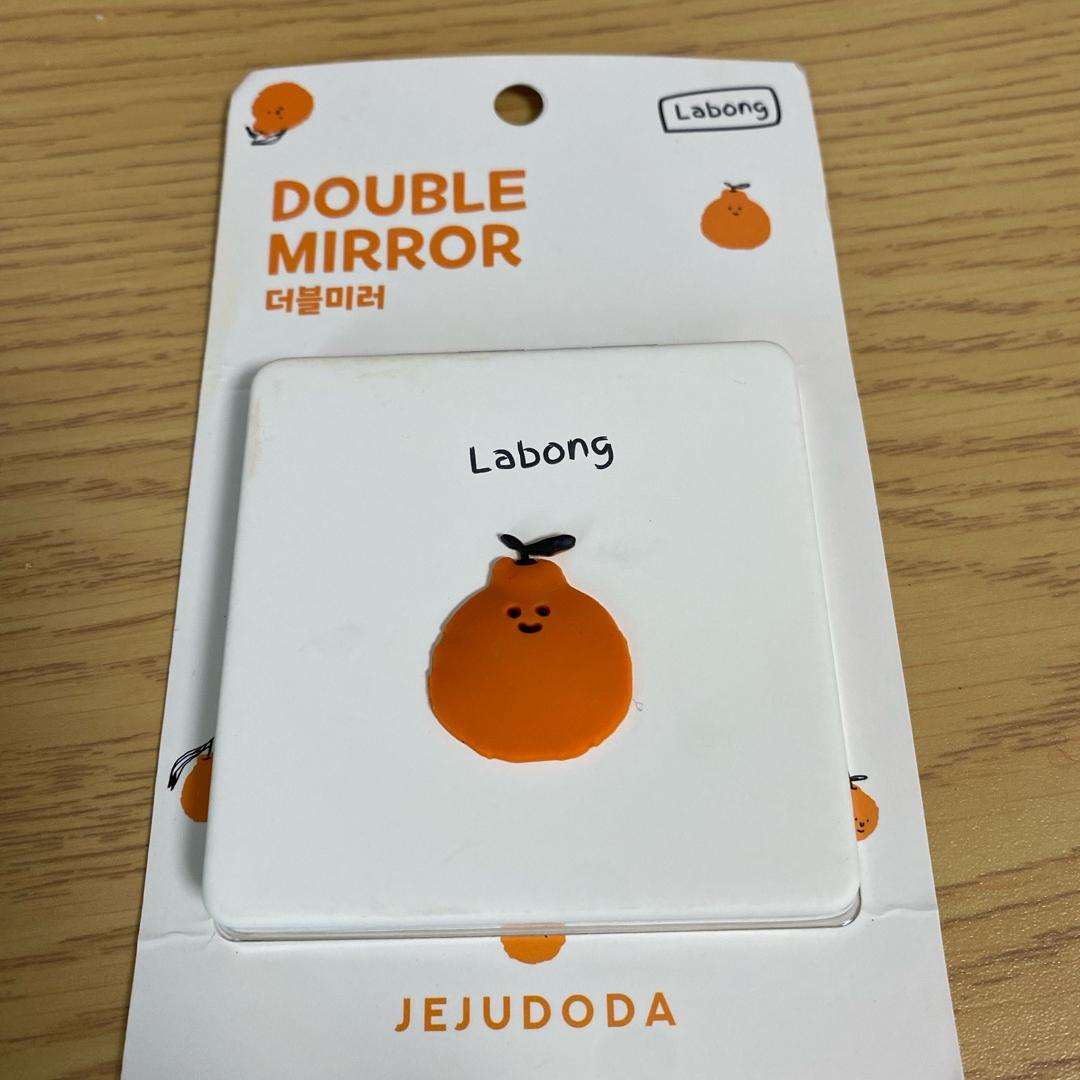 Labong
DOUBLE
MIRROR
더블미러
Labong
JEJUDODA